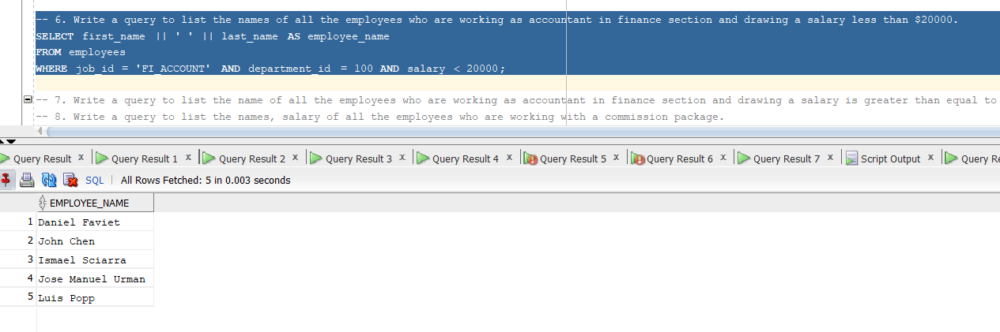 -- 6. Write a query to list the names of all the employees who are working as accountant in finance section and drawing a salary less than $20000.
SELECT first_name || ' ' || last_name AS employee_name
FROM employees
WHERE job_id = 'FI_ACCOUNT' AND department_id = 100 AND salary < 20000;
-- 7. Write a query to list the name of all the employees who are working as accountant in finance section and drawing a salary is greater than equal to
-- 8. Write a query to list the names, salary of all the employees who are working with a commission package.
Query Result x Query Result 1 x Query Result 2 x Query Result 3 x Query Result 4 x Query Result 5 x Query Result 6 x Query Result 7 x Script Output x Query Re
SQL | All Rows Fetched: 5 in 0.003 seconds
EMPLOYEE_NAME
1 Daniel Faviet
2 John Chen
3 Ismael Sciarra
4 Jose Manuel Urman
5 Luis Popp